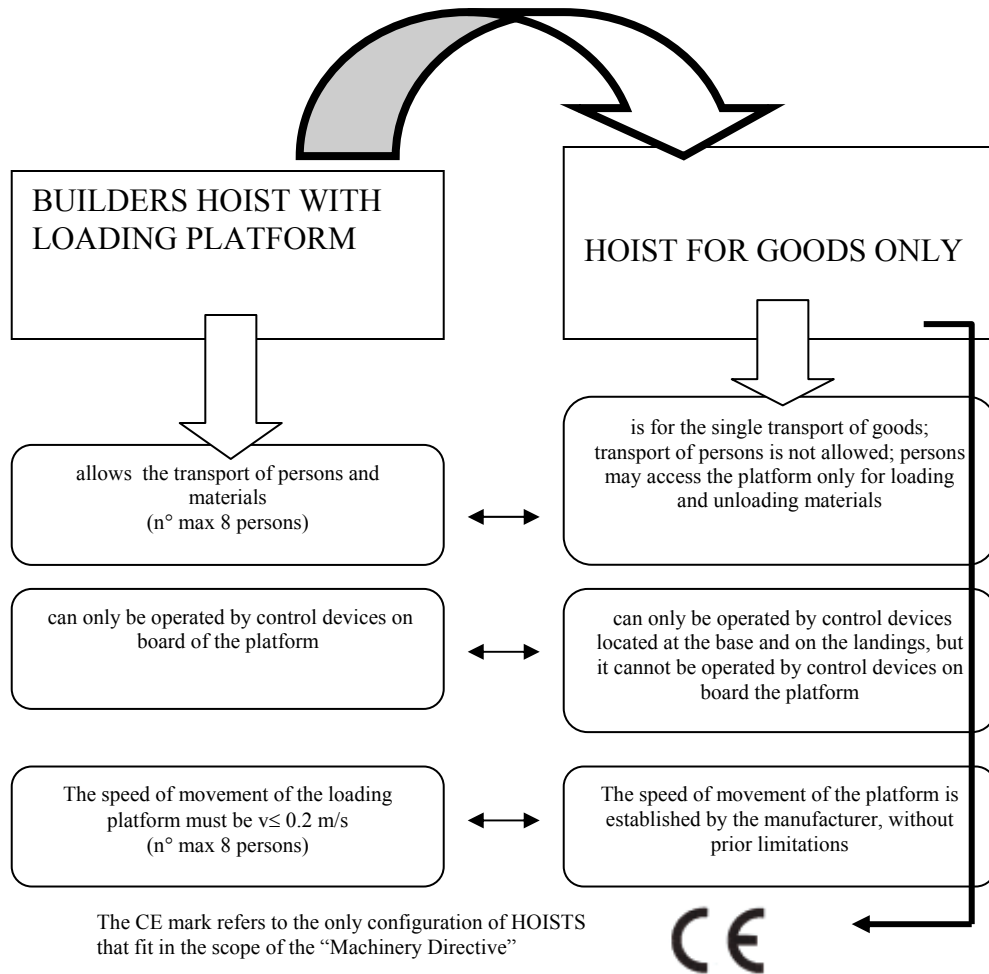 BUILDERS HOIST WITH
LOADING PLATFORM
HOIST FOR GOODS ONLY
allows the transport of persons and
materials
(n° max 8 persons)
is for the single transport of goods;
transport of persons is not allowed; persons
may access the platform only for loading
and unloading materials
can only be operated by control devices on
board of the platform
can only be operated by control devices
located at the base and on the landings, but
it cannot be operated by control devices on
board the platform
The speed of movement of the loading
platform must be v≤ 0.2 m/s
(n° max 8 persons)
The speed of movement of the platform is
established by the manufacturer, without
prior limitations
The CE mark refers to the only configuration of HOISTS
that fit in the scope of the “Machinery Directive”
CE